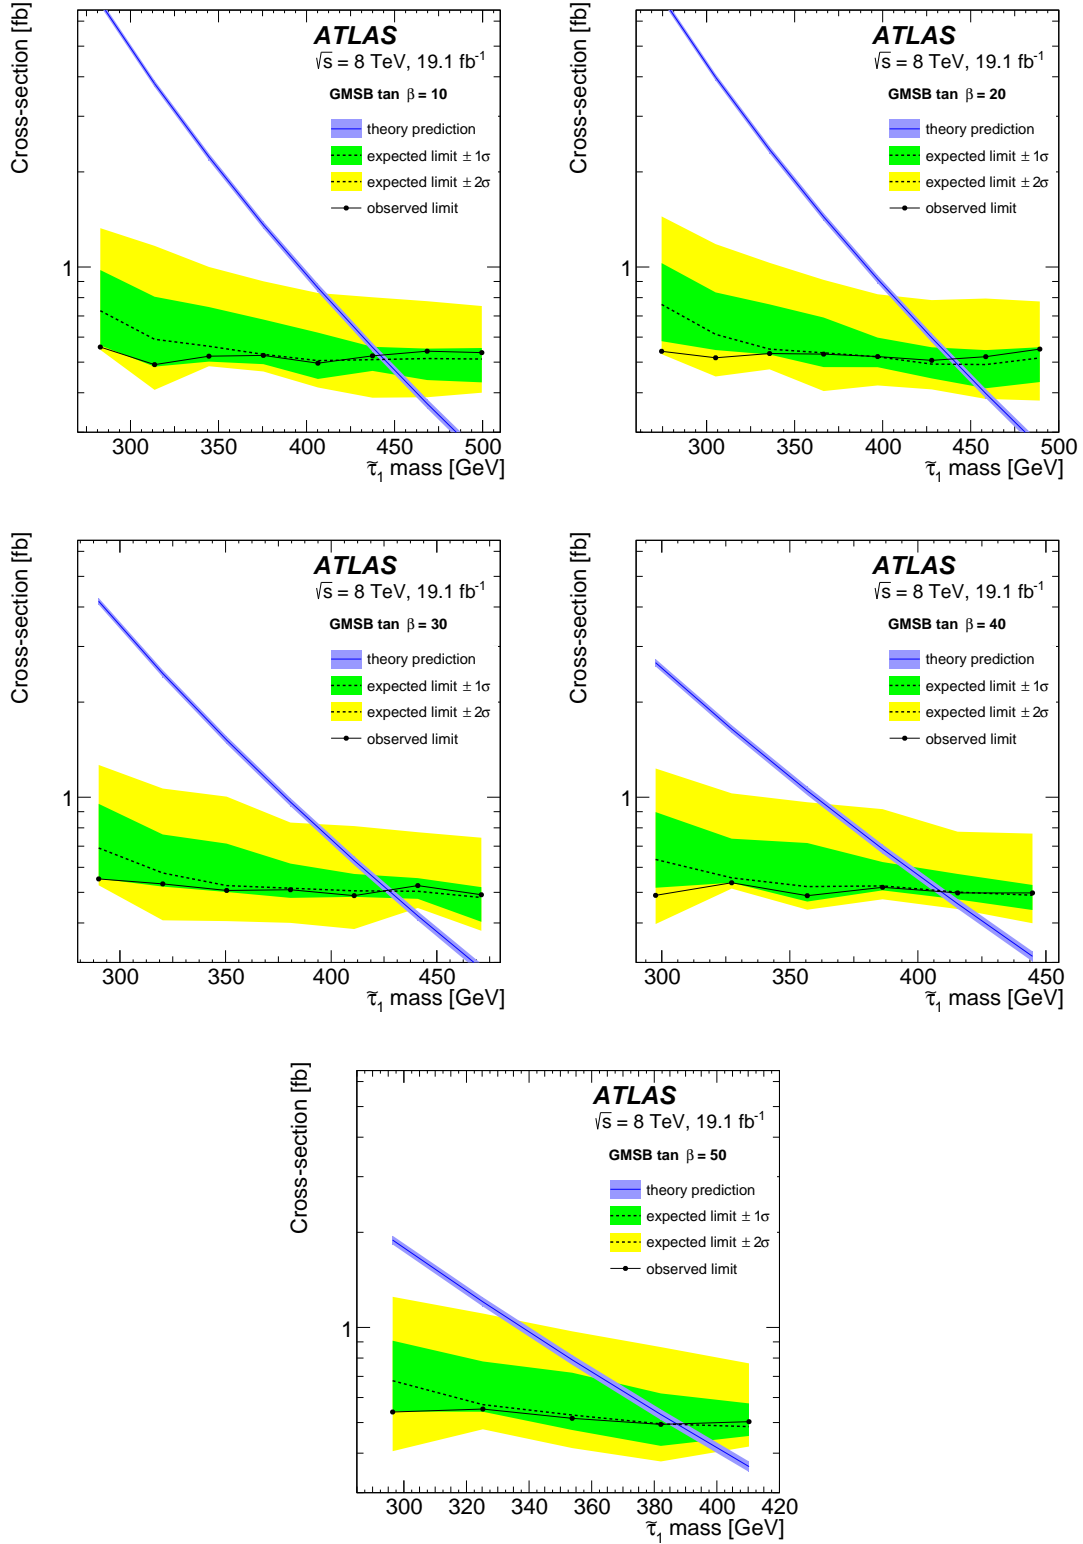 Cross-section [fb]
ATLAS
√s = 8 TeV, 19.1 fb⁻¹
GMSB tan β = 10
theory prediction
expected limit ± 1σ
expected limit ± 2σ
observed limit
1
300 350 400 450 500
τ̃₁ mass [GeV]
Cross-section [fb]
ATLAS
√s = 8 TeV, 19.1 fb⁻¹
GMSB tan β = 20
theory prediction
expected limit ± 1σ
expected limit ± 2σ
observed limit
1
300 350 400 450 500
τ̃₁ mass [GeV]
Cross-section [fb]
ATLAS
√s = 8 TeV, 19.1 fb⁻¹
GMSB tan β = 30
theory prediction
expected limit ± 1σ
expected limit ± 2σ
observed limit
1
300 350 400 450
τ̃₁ mass [GeV]
Cross-section [fb]
ATLAS
√s = 8 TeV, 19.1 fb⁻¹
GMSB tan β = 40
theory prediction
expected limit ± 1σ
expected limit ± 2σ
observed limit
1
300 350 400 450
τ̃₁ mass [GeV]
Cross-section [fb]
ATLAS
√s = 8 TeV, 19.1 fb⁻¹
GMSB tan β = 50
theory prediction
expected limit ± 1σ
expected limit ± 2σ
observed limit
1
300 320 340 360 380 400 420
τ̃₁ mass [GeV]